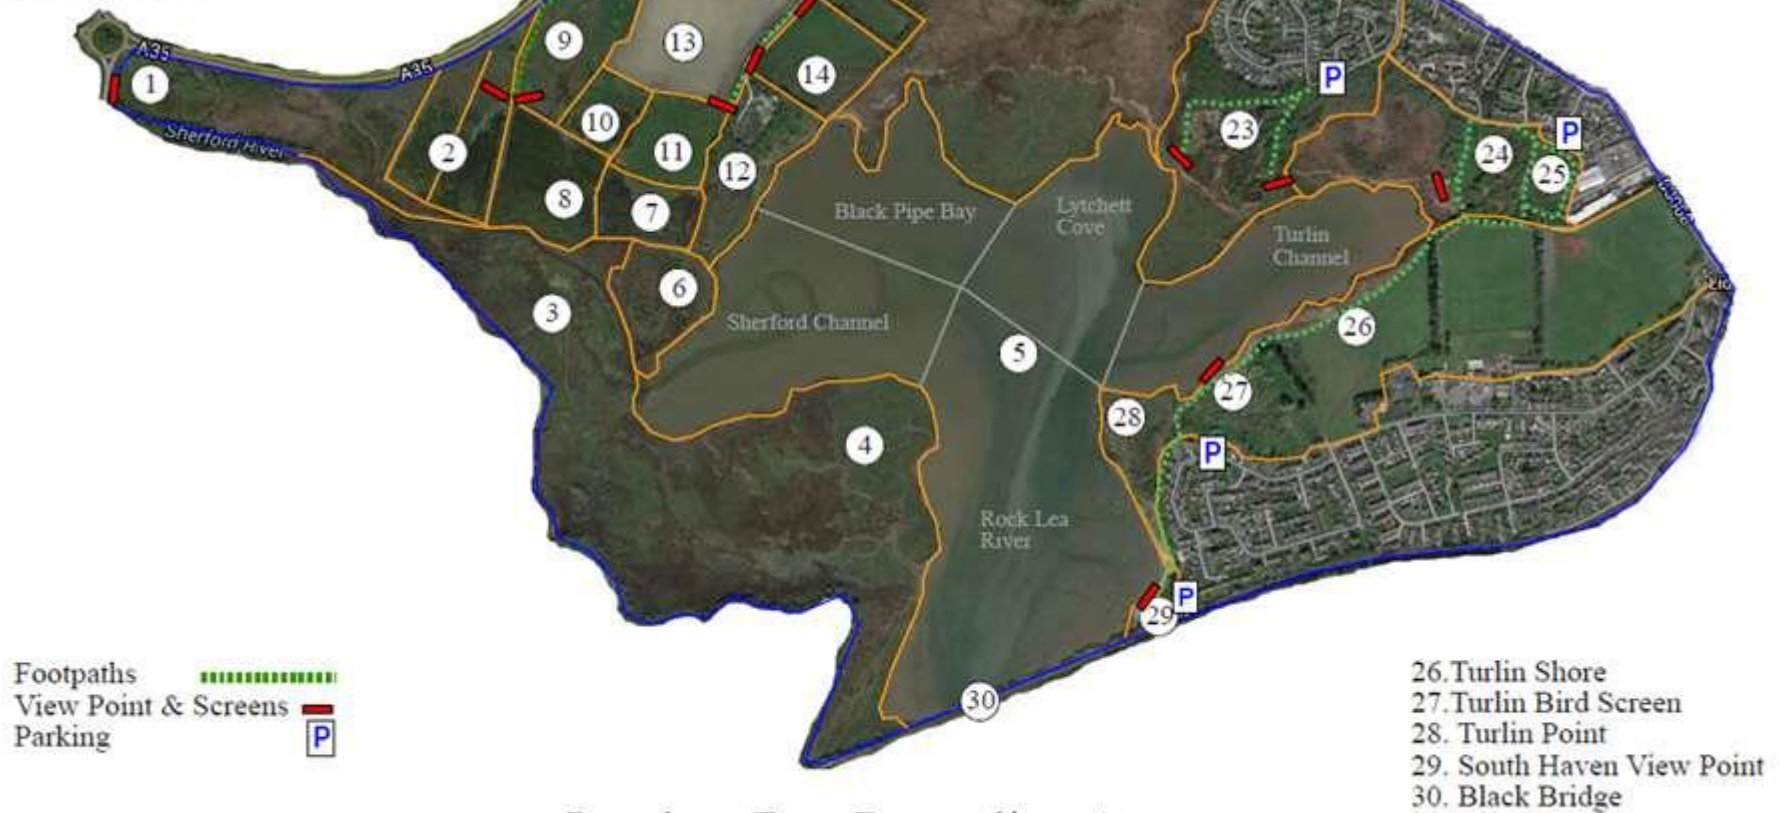 A35
A35
Sherford River
1
2
3
4
5
6
7
8
9
10
11
12
13
14
23
24
25
26
27
28
29
30
P
P
P
P
Black Pipe Bay
Lytchett
Cove
Turlin
Channel
Sherford Channel
Rock Lea
River
Footpaths
View Point & Screens
Parking
P
26.Turlin Shore
27.Turlin Bird Screen
28. Turlin Point
29. South Haven View Point
30. Black Bridge